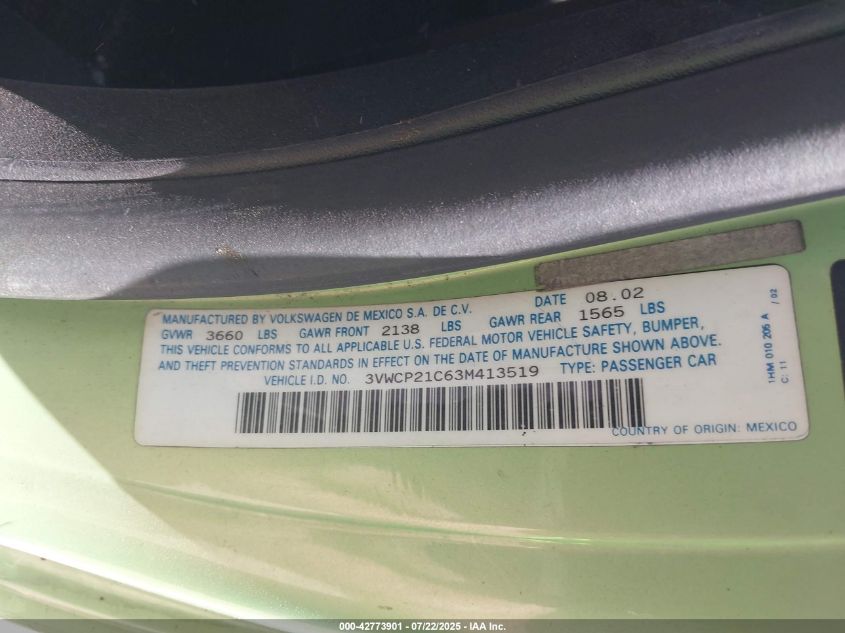 MANUFACTURED BY VOLKSWAGEN DE MEXICO S.A. DE C.V. DATE 08.02
GVWR 3660 LBS GAWR FRONT 2138 LBS GAWR REAR 1565 LBS
THIS VEHICLE CONFORMS TO ALL APPLICABLE U.S. FEDERAL MOTOR VEHICLE SAFETY, BUMPER,
AND THEFT PREVENTION STANDARDS IN EFFECT ON THE DATE OF MANUFACTURE SHOWN ABOVE.
VEHICLE I.D. NO. 3VWCP21C63M413519 TYPE: PASSENGER CAR
COUNTRY OF ORIGIN: MEXICO
1HM 010 205 A / 02
C: 11
000-42773901 - 07/22/2025 - IAA Inc.